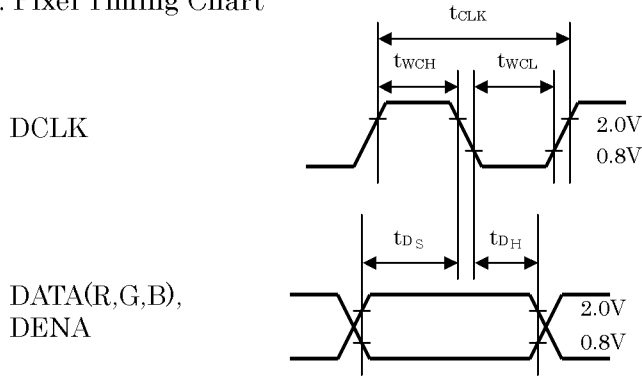 . Pixel Timing Chart
tCLK
tWCH
tWCL
DCLK
2.0V
0.8V
tDS
tDH
DATA(R,G,B),
DENA
2.0V
0.8V